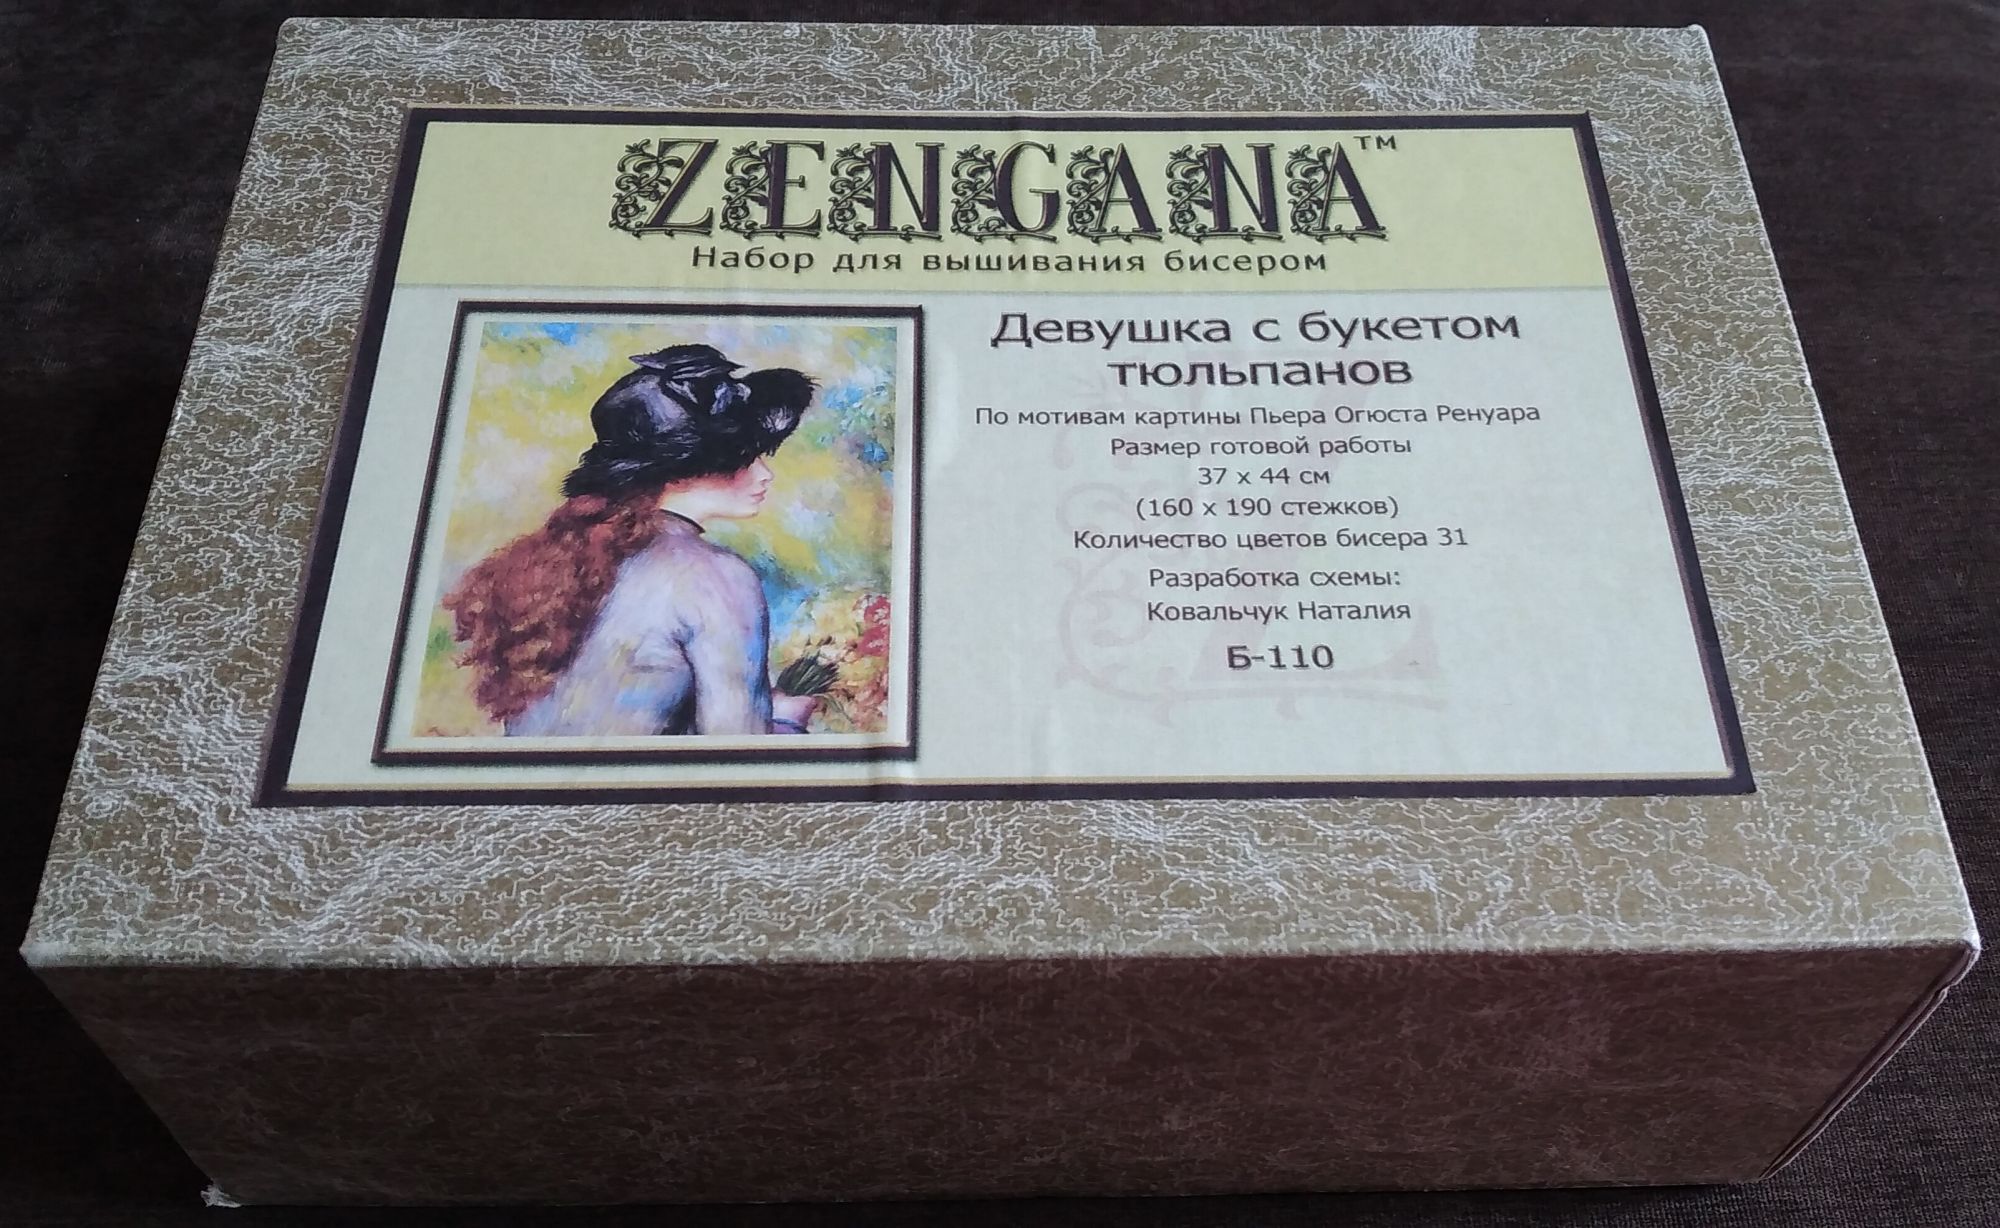 ZENGANA™
Набор для вышивания бисером
Девушка с букетом
тюльпанов
По мотивам картины Пьера Огюста Ренуара
Размер готовой работы
37 х 44 см
(160 х 190 стежков)
Количество цветов бисера 31
Разработка схемы:
Ковальчук Наталия
Б-110